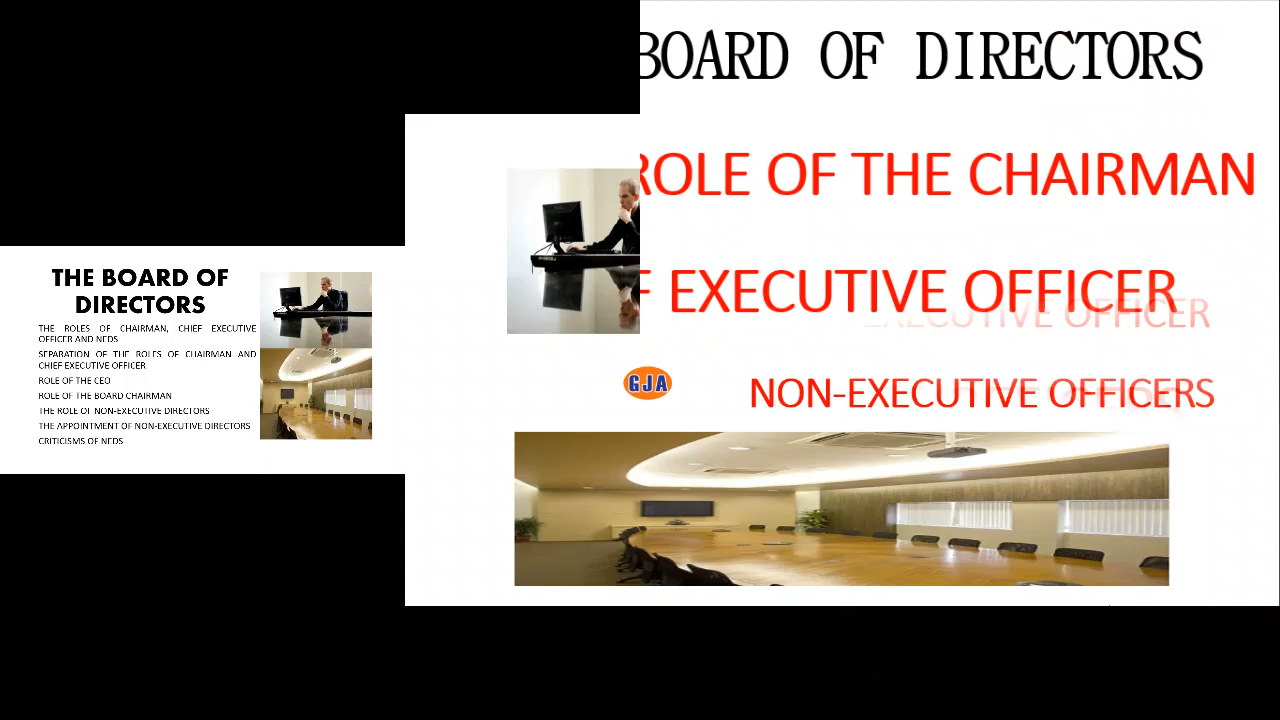 THE BOARD OF
DIRECTORS
THE ROLES OF CHAIRMAN, CHIEF EXECUTIVE
OFFICER AND NEDS
SEPARATION OF THE ROLES OF CHAIRMAN AND
CHIEF EXECUTIVE OFFICER
ROLE OF THE CEO
ROLE OF THE BOARD CHAIRMAN
THE ROLE OF NON-EXECUTIVE DIRECTORS
THE APPOINTMENT OF NON-EXECUTIVE DIRECTORS
CRITICISMS OF NEDS
BOARD OF DIRECTORS
ROLE OF THE CHAIRMAN
F EXECUTIVE OFFICER
EXECUTIVE OFFICER
GJA
NON-EXECUTIVE OFFICERS